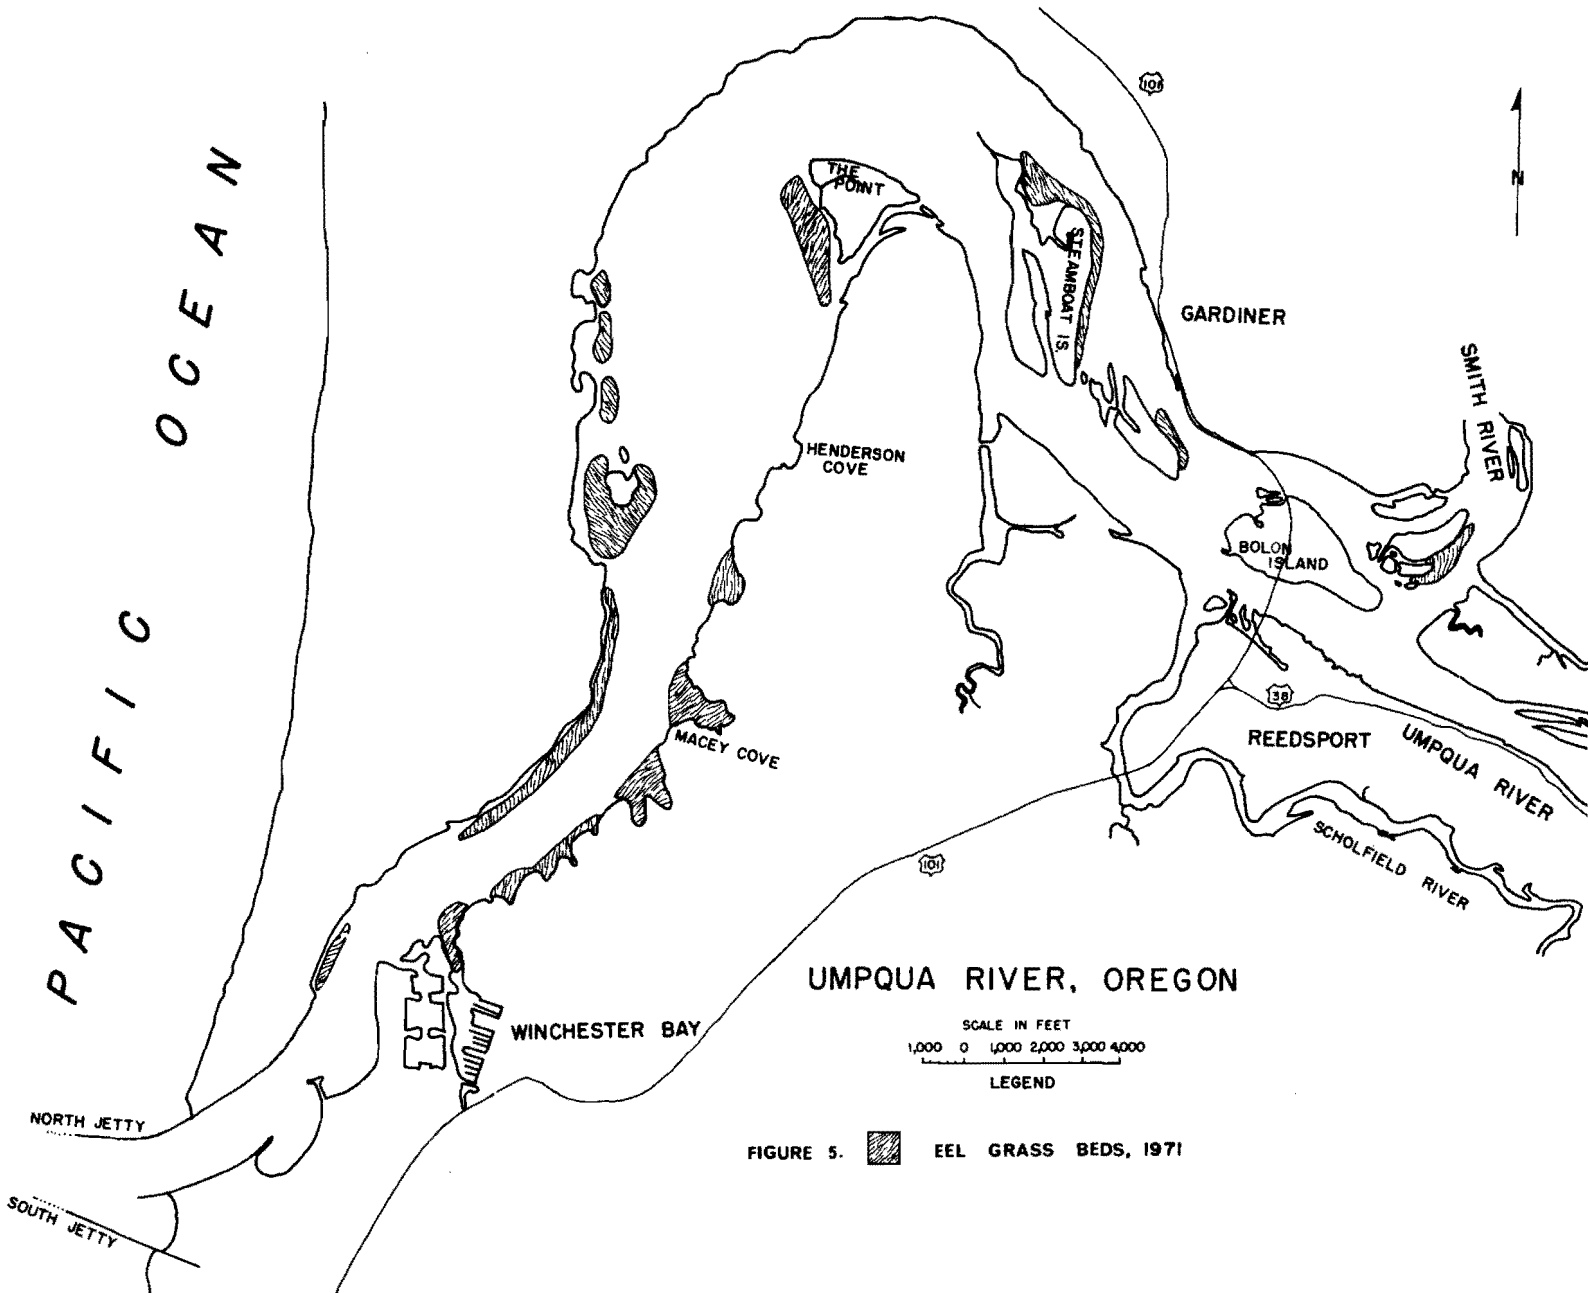 PACIFIC OCEAN
101
N
THE
POINT
STEAMBOAT IS.
GARDINER
SMITH RIVER
HENDERSON
COVE
BOLON
ISLAND
38
MACEY COVE
REEDSPORT
UMPQUA RIVER
SCHOLFIELD RIVER
101
UMPQUA RIVER, OREGON
SCALE IN FEET
1,000 0 1,000 2,000 3,000 4,000
LEGEND
WINCHESTER BAY
NORTH JETTY
SOUTH JETTY
FIGURE 5. EEL GRASS BEDS, 1971